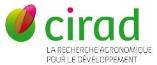 cirad
LA RECHERCHE AGRONOMIQUE
POUR LE DÉVELOPPEMENT